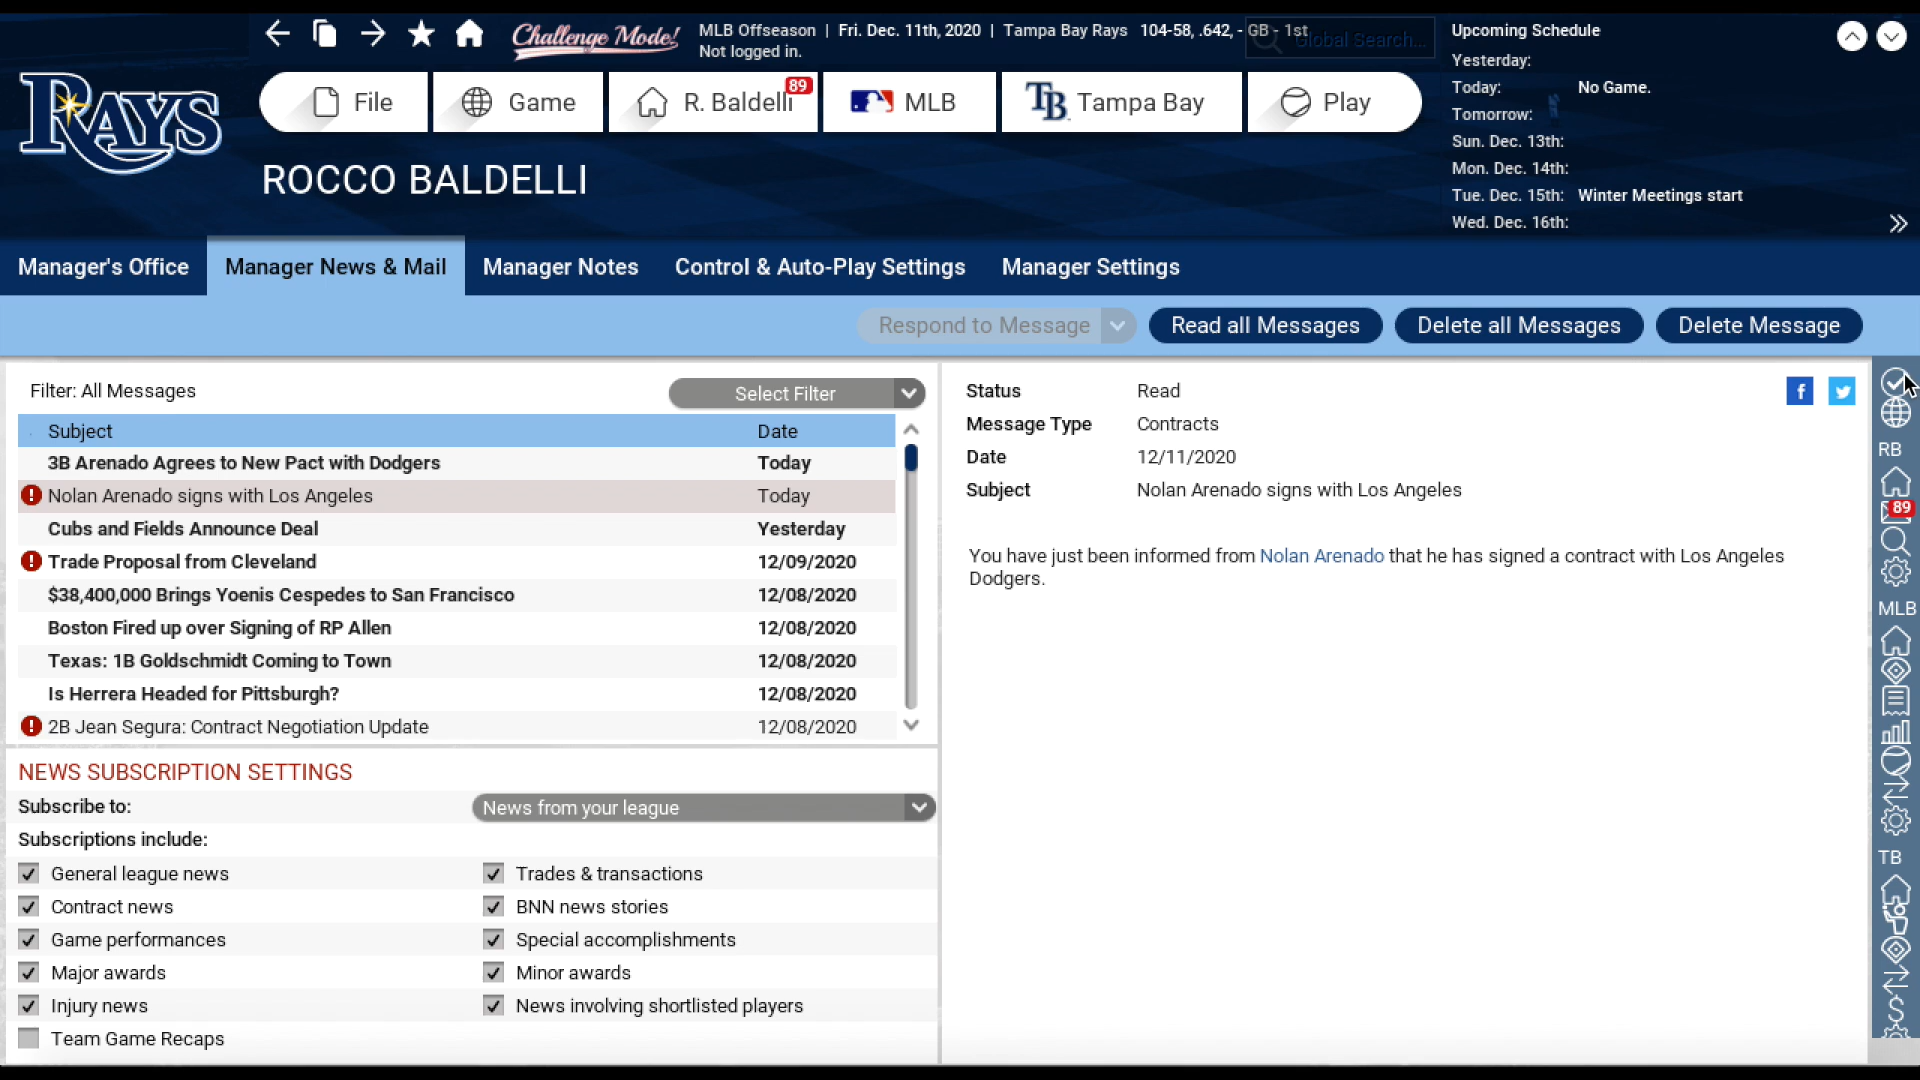 Challenge Mode!
MLB Offseason | Fri. Dec. 11th, 2020 | Tampa Bay Rays 104-58, .642, - GB - 1st
Not logged in.
Global Search...
RAYS
File
Game
R. Baldelli
89
MLB
TB Tampa Bay
Play
ROCCO BALDELLI
Upcoming Schedule
Yesterday:
Today: No Game.
Tomorrow:
Sun. Dec. 13th:
Mon. Dec. 14th:
Tue. Dec. 15th: Winter Meetings start
Wed. Dec. 16th:
Manager's Office
Manager News & Mail
Manager Notes
Control & Auto-Play Settings
Manager Settings
Respond to Message
Read all Messages
Delete all Messages
Delete Message
Filter: All Messages
Select Filter
Subject Date
3B Arenado Agrees to New Pact with Dodgers Today
Nolan Arenado signs with Los Angeles Today
Cubs and Fields Announce Deal Yesterday
Trade Proposal from Cleveland 12/09/2020
$38,400,000 Brings Yoenis Cespedes to San Francisco 12/08/2020
Boston Fired up over Signing of RP Allen 12/08/2020
Texas: 1B Goldschmidt Coming to Town 12/08/2020
Is Herrera Headed for Pittsburgh? 12/08/2020
2B Jean Segura: Contract Negotiation Update 12/08/2020
NEWS SUBSCRIPTION SETTINGS
Subscribe to: News from your league
Subscriptions include:
General league news Trades & transactions
Contract news BNN news stories
Game performances Special accomplishments
Major awards Minor awards
Injury news News involving shortlisted players
Team Game Recaps
Status Read
Message Type Contracts
Date 12/11/2020
Subject Nolan Arenado signs with Los Angeles
You have just been informed from Nolan Arenado that he has signed a contract with Los Angeles
Dodgers.
RB
89
MLB
TB